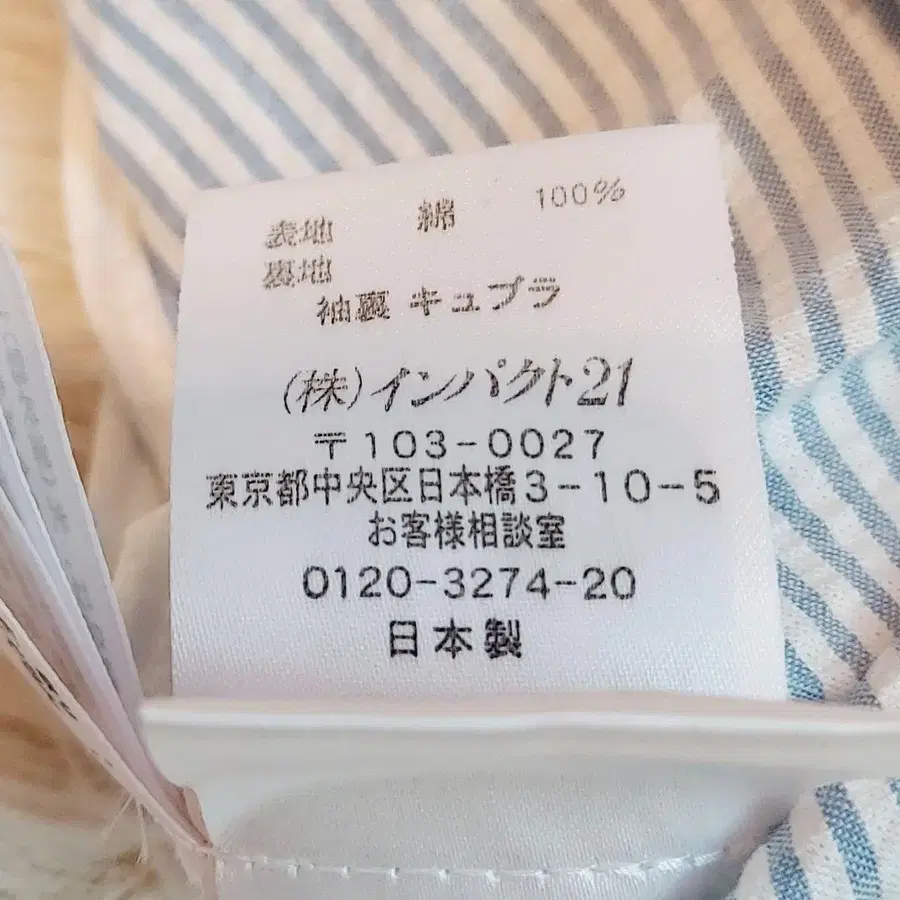 表地 綿 100%
裏地
袖裏 キュプラ
(株)インパクト21
〒103-0027
東京都中央区日本橋3-10-5
お客様相談室
0120-3274-20
日本製